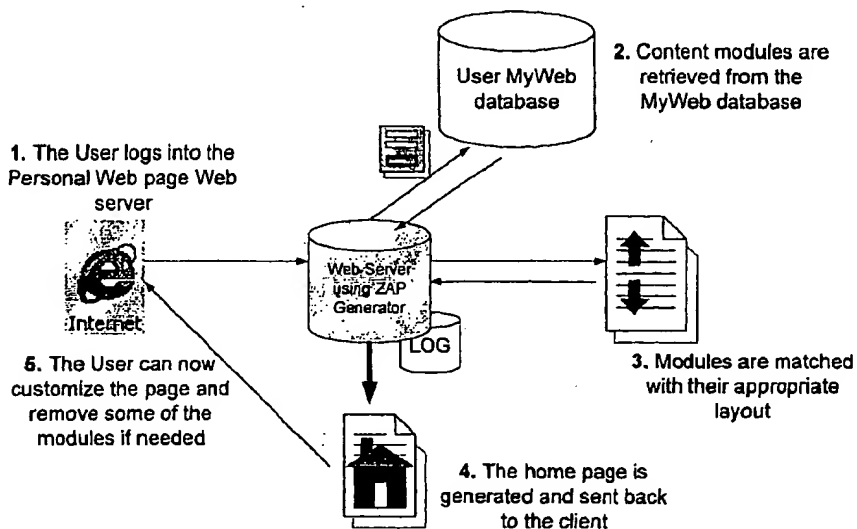 1. The User logs into the
Personal Web page Web
server
Internet
User MyWeb
database
2. Content modules are
retrieved from the
MyWeb database
Web Server
using ZAP
Generator
LOG
3. Modules are matched
with their appropriate
layout
4. The home page is
generated and sent back
to the client
5. The User can now
customize the page and
remove some of the
modules if needed